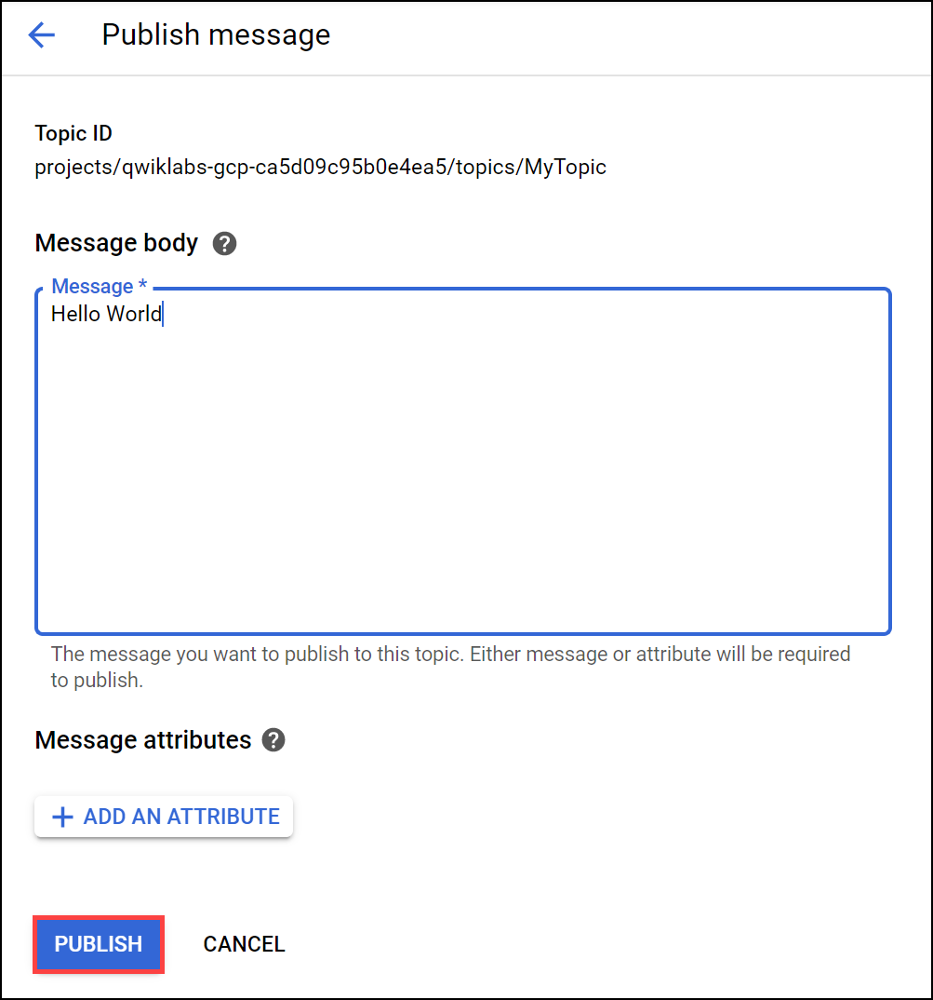 Publish message
Topic ID
projects/qwiklabs-gcp-ca5d09c95b0e4ea5/topics/MyTopic
Message body
Message *
Hello World
The message you want to publish to this topic. Either message or attribute will be required
to publish.
Message attributes
ADD AN ATTRIBUTE
PUBLISH CANCEL